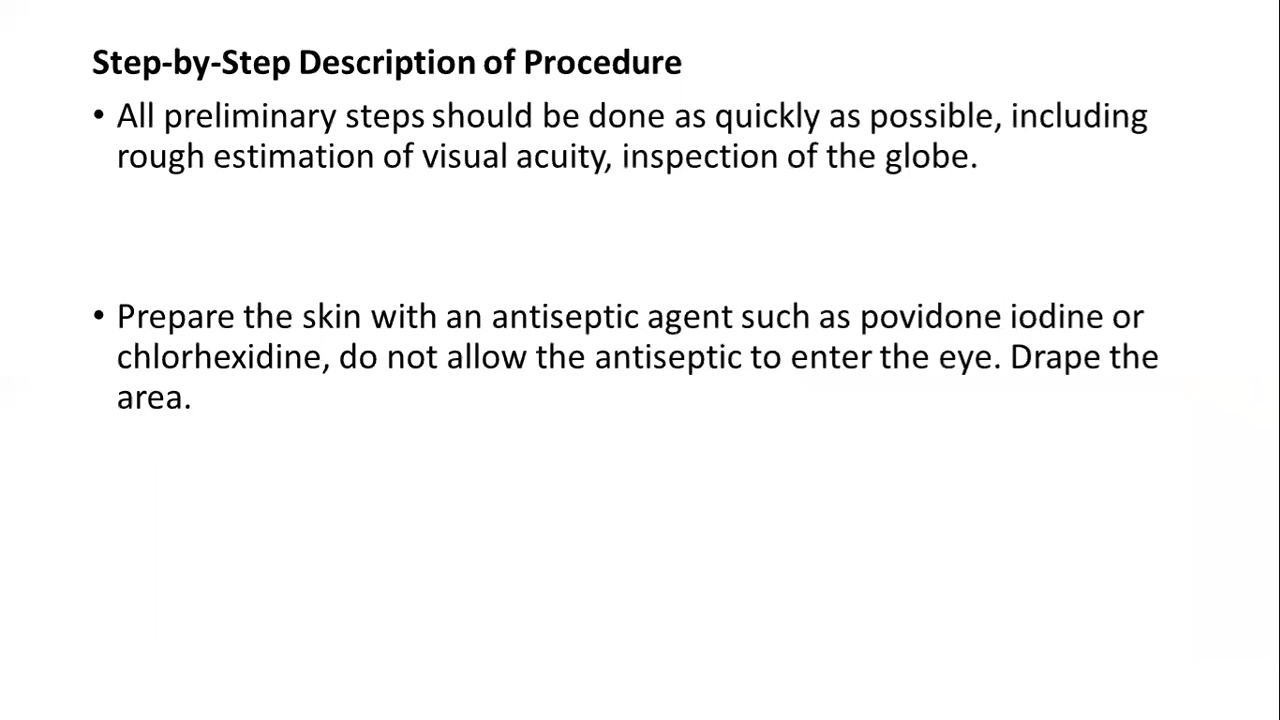 Step-by-Step Description of Procedure
• All preliminary steps should be done as quickly as possible, including
rough estimation of visual acuity, inspection of the globe.
• Prepare the skin with an antiseptic agent such as povidone iodine or
chlorhexidine, do not allow the antiseptic to enter the eye. Drape the
area.